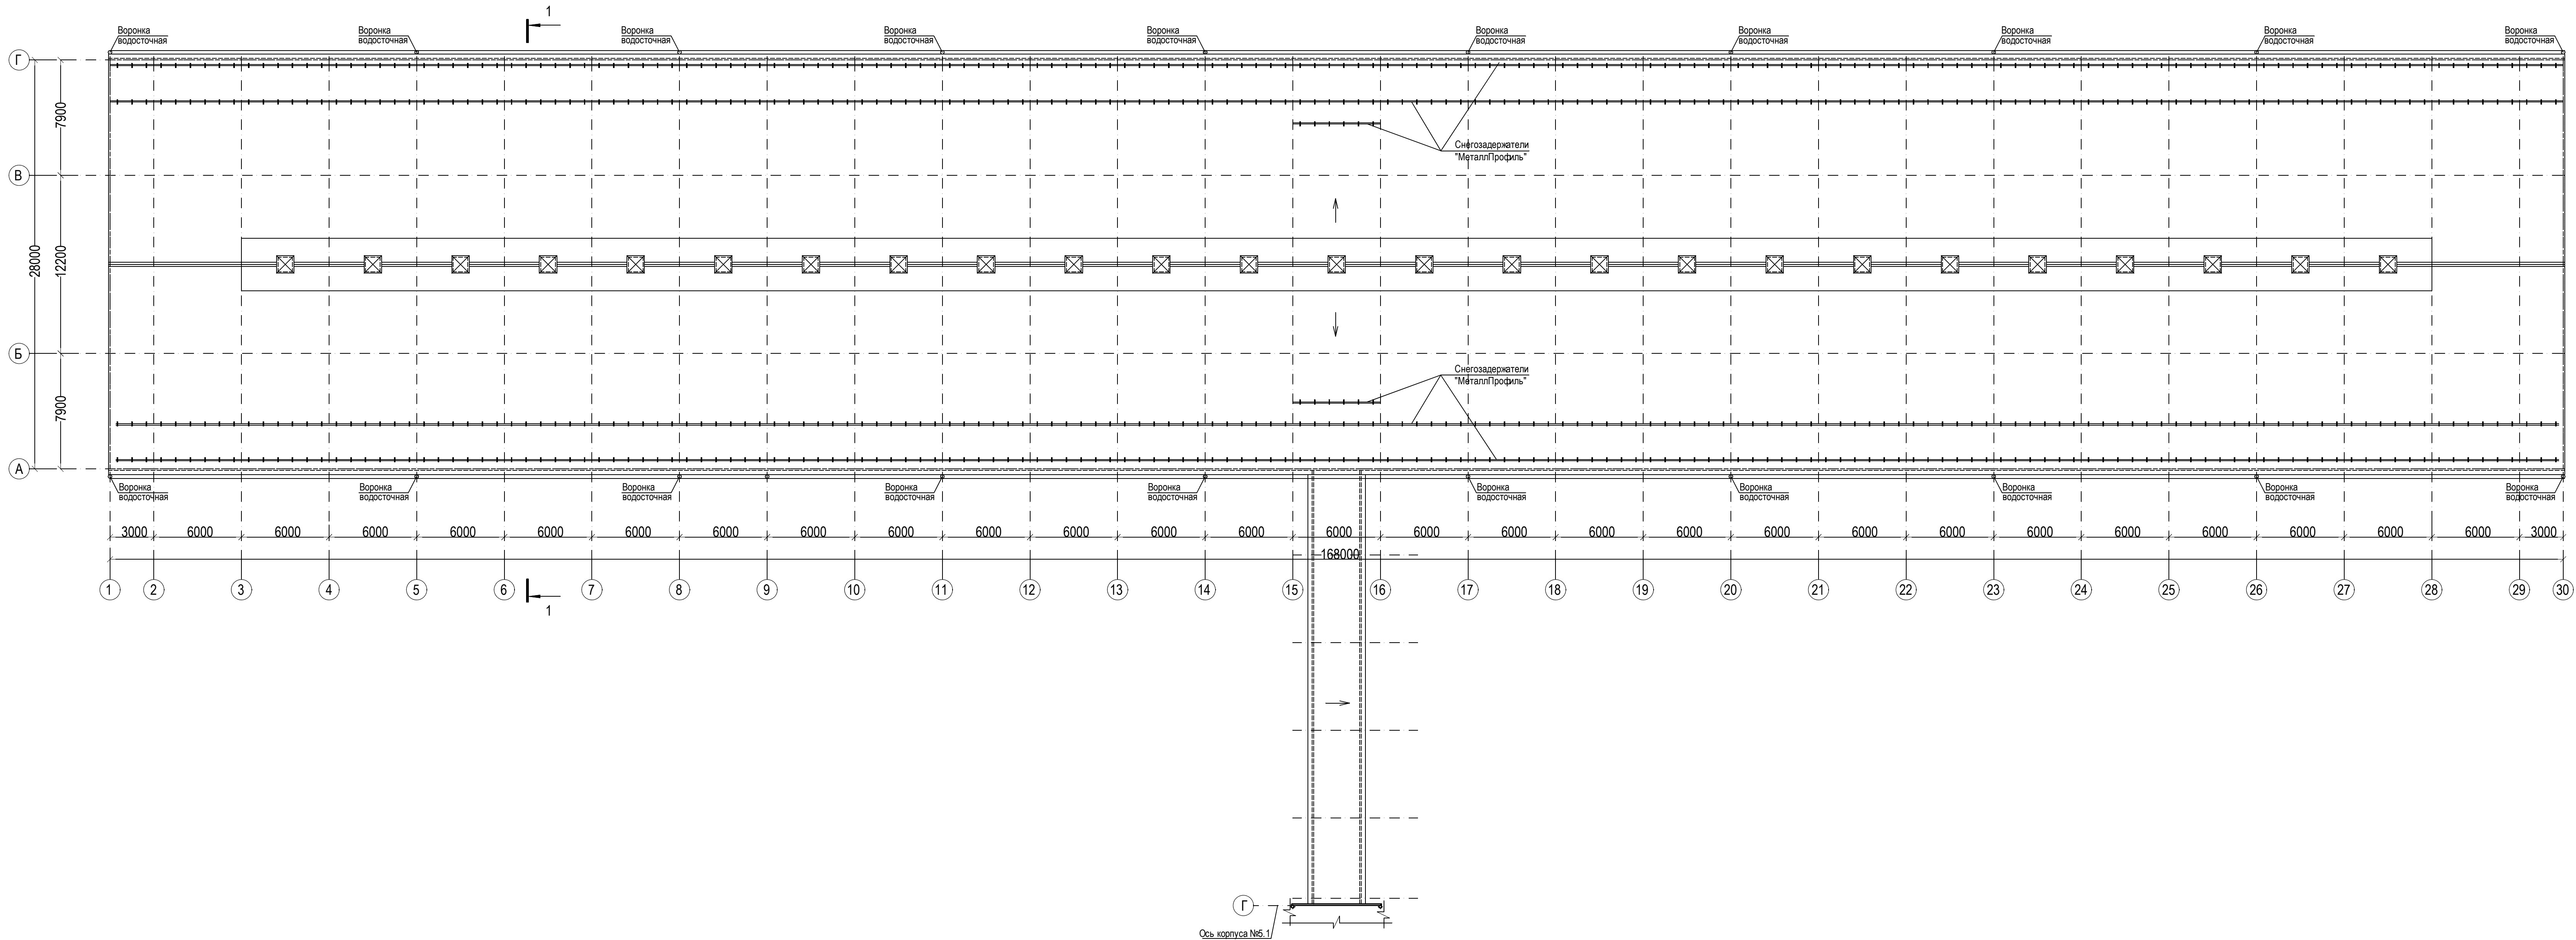 1
Воронка
водосточная
Воронка
водосточная
Воронка
водосточная
Воронка
водосточная
Воронка
водосточная
Воронка
водосточная
Воронка
водосточная
Воронка
водосточная
Воронка
водосточная
Воронка
водосточная
Г
7900
Снегозадержатели
"МеталлПрофиль"
В
28000
12200
Б
Снегозадержатели
"МеталлПрофиль"
7900
А
Воронка
водосточная
Воронка
водосточная
Воронка
водосточная
Воронка
водосточная
Воронка
водосточная
Воронка
водосточная
Воронка
водосточная
Воронка
водосточная
Воронка
водосточная
Воронка
водосточная
3000 6000 6000 6000 6000 6000 6000 6000 6000 6000 6000 6000 6000 6000 6000 6000 6000 6000 6000 6000 6000 6000 6000 6000 6000 6000 6000 6000 3000
168000
1 2 3 4 5 6 7 8 9 10 11 12 13 14 15 16 17 18 19 20 21 22 23 24 25 26 27 28 29 30
1
Г
Ось корпуса №5.1